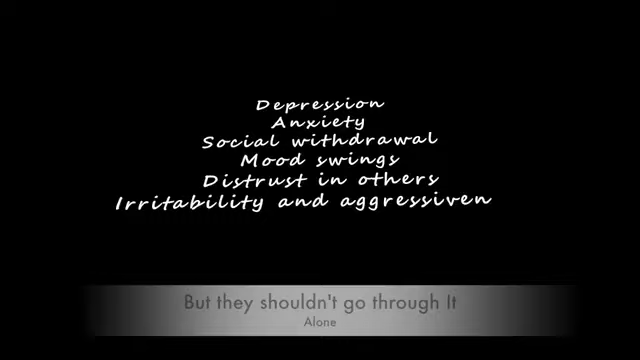 Depression
Anxiety
Social withdrawal
Mood swings
Distrust in others
Irritability and aggressiven
But they shouldn't go through It
Alone